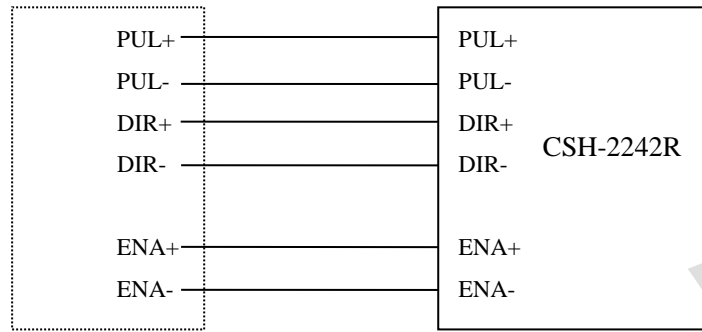 PUL+ PUL+
PUL- PUL-
DIR+ DIR+
CSH-2242R
DIR- DIR-
ENA+ ENA+
ENA- ENA-